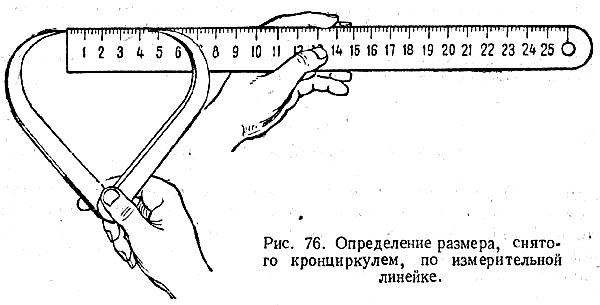 1 2 3 4 5 6 7 8 9 10 11 12 13 14 15 16 17 18 19 20 21 22 23 24 25
Рис. 76. Определение размера, снято-
го кронциркулем, по измерительной
линейке.